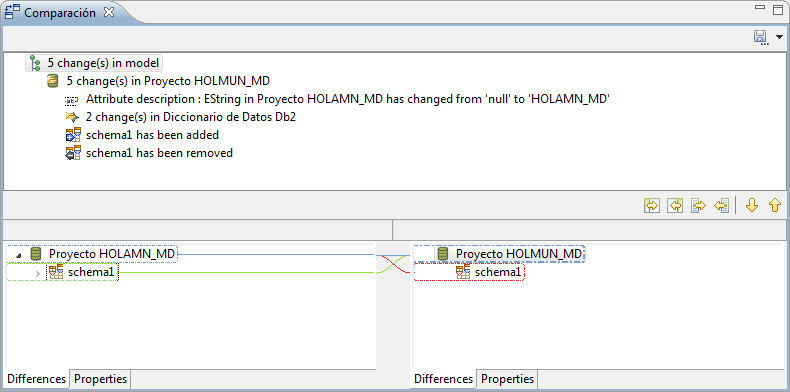 Comparación
5 change(s) in model
5 change(s) in Proyecto HOLMUN_MD
Attribute description : EString in Proyecto HOLAMN_MD has changed from 'null' to 'HOLAMN_MD'
2 change(s) in Diccionario de Datos Db2
schema1 has been added
schema1 has been removed
Proyecto HOLAMN_MD
schema1
Proyecto HOLMUN_MD
schema1
Differences Properties
Differences Properties